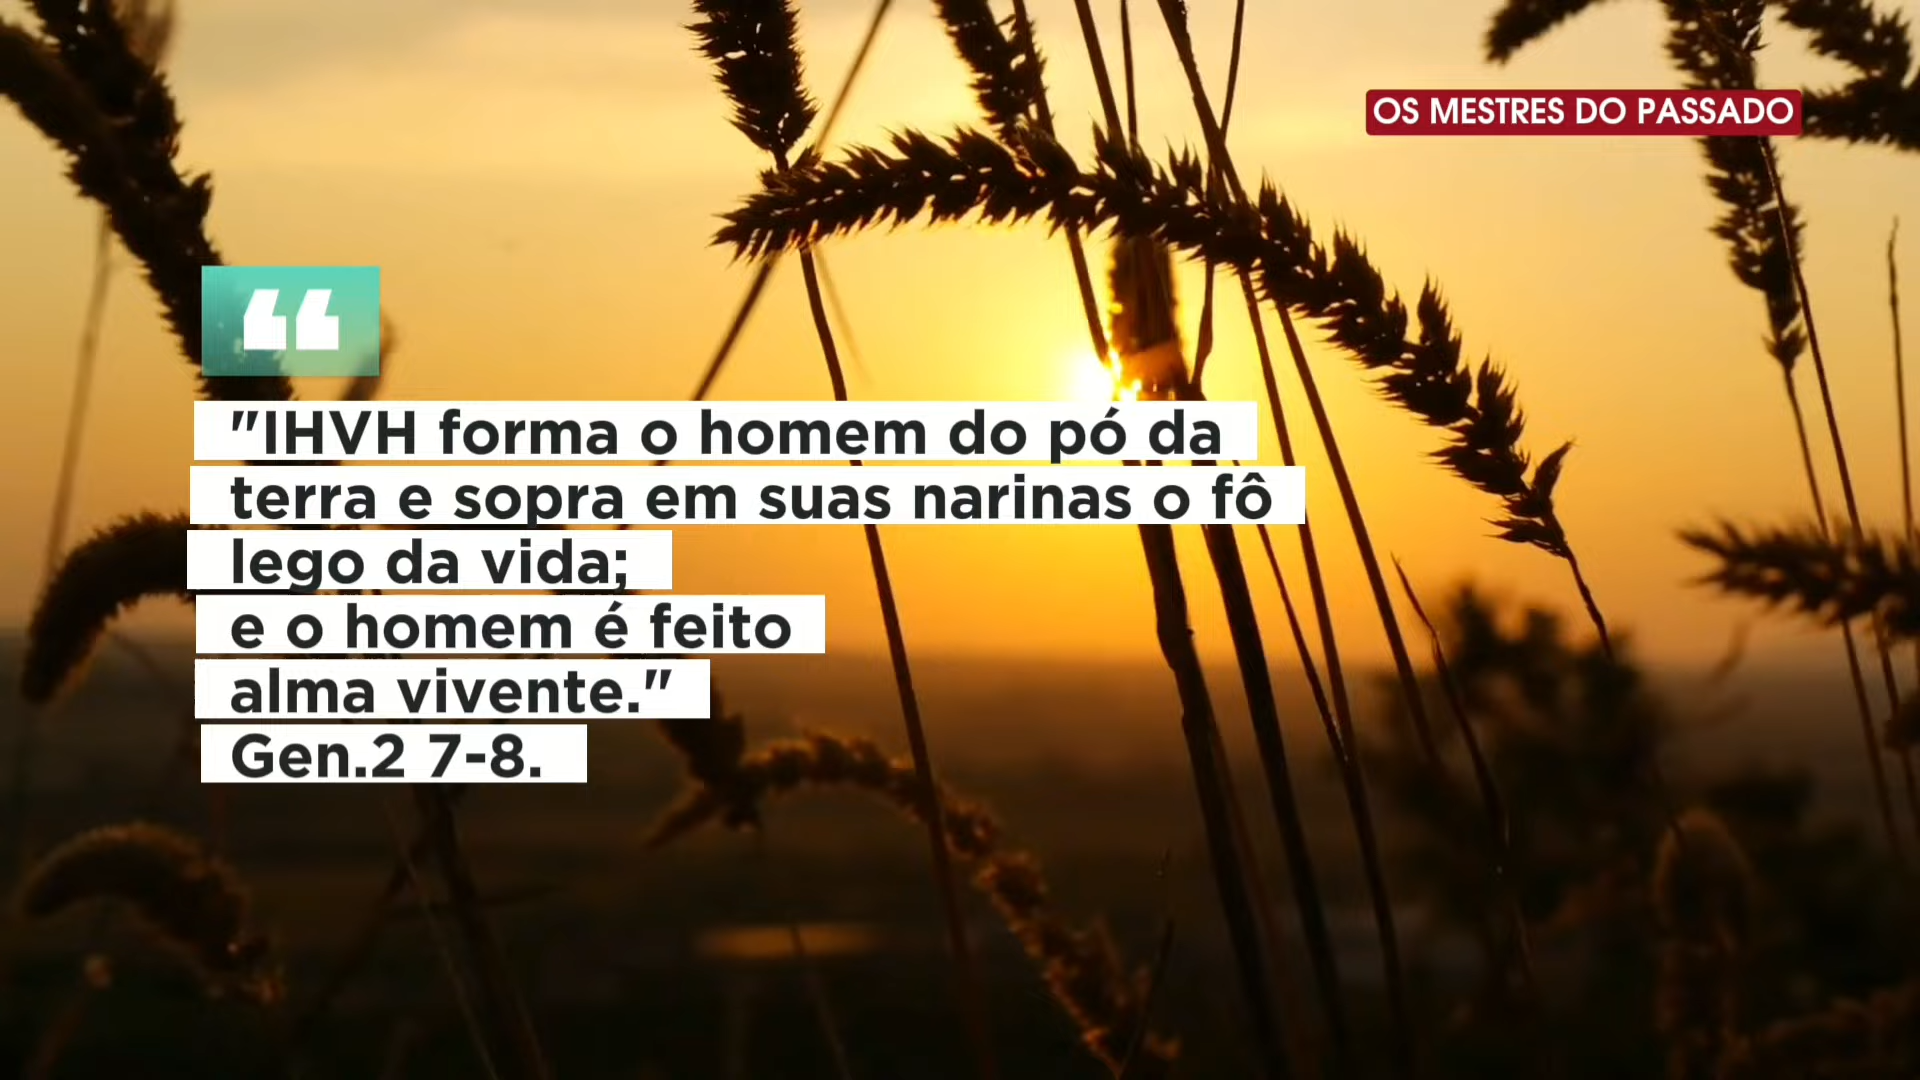 OS MESTRES DO PASSADO
"IHVH forma o homem do pó da
terra e sopra em suas narinas o fô
lego da vida;
e o homem é feito
alma vivente."
Gen.2 7-8.